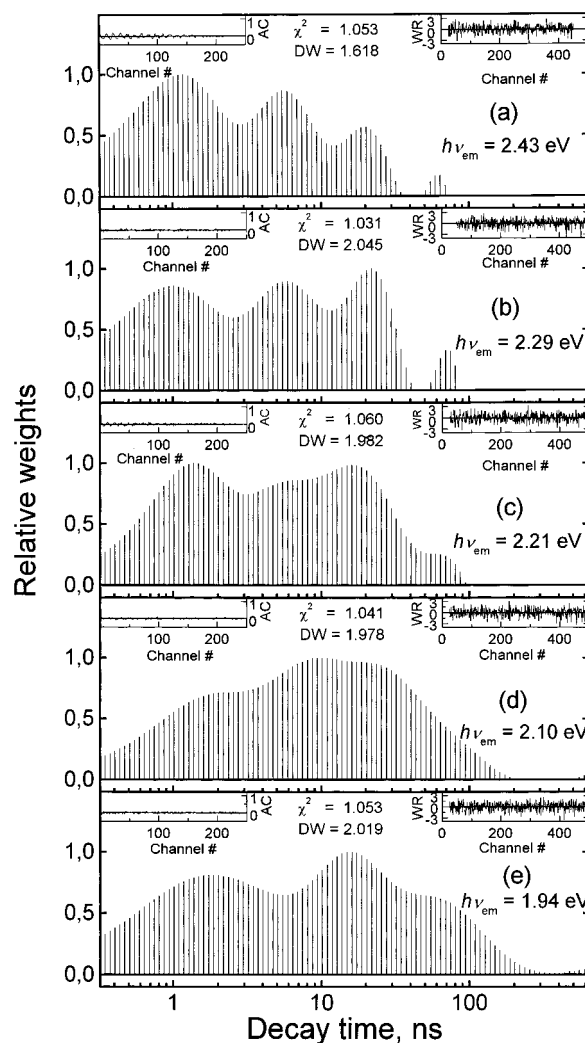 1 0 AC χ² = 1.053 WR 3 0 -3
100 200 DW = 1.618 0 200 400
Channel # Channel #
1,0 (a)
0,5 hν_em = 2.43 eV
0,0
1 0 AC χ² = 1.031 WR 3 0 -3
100 200 DW = 2.045 0 200 400
Channel # Channel #
1,0 (b)
0,5 hν_em = 2.29 eV
0,0
1 0 AC χ² = 1.060 WR 3 0 -3
100 200 DW = 1.982 0 200 400
Channel # Channel #
1,0 (c)
0,5 hν_em = 2.21 eV
0,0
1 0 AC χ² = 1.041 WR 3 0 -3
100 200 DW = 1.978 0 200 400
Channel # Channel #
1,0 (d)
0,5 hν_em = 2.10 eV
0,0
1 0 AC χ² = 1.053 WR 3 0 -3
100 200 DW = 2.019 0 200 400
Channel # Channel #
1,0 (e)
0,5 hν_em = 1.94 eV
0,0
Relative weights
1 10 100
Decay time, ns